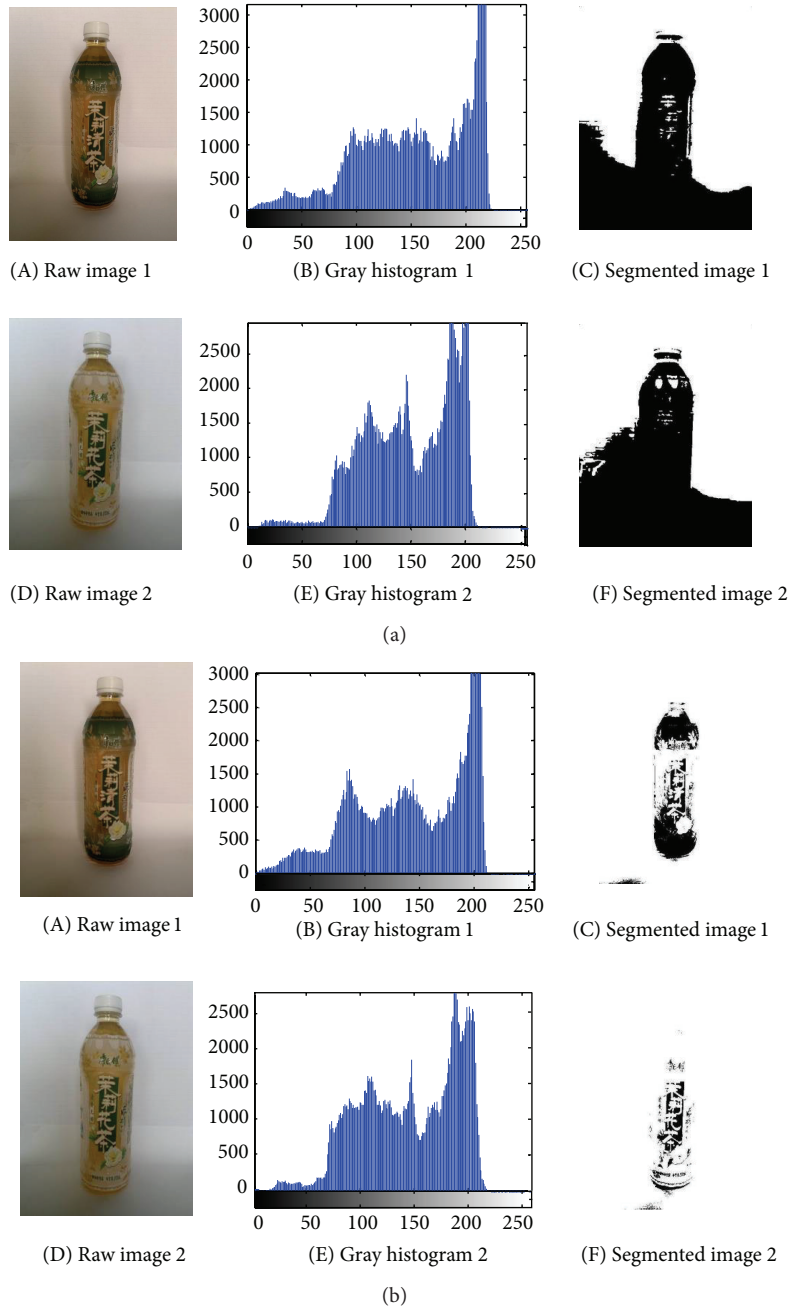 3000
2500
2000
1500
1000
500
0
0 50 100 150 200 250
(A) Raw image 1
(B) Gray histogram 1
(C) Segmented image 1
茉莉花茶
2500
2000
1500
1000
500
0
0 50 100 150 200 250
(D) Raw image 2
(E) Gray histogram 2
(F) Segmented image 2
(a)
3000
2500
2000
1500
1000
500
0
0 50 100 150 200 250
(A) Raw image 1
(B) Gray histogram 1
(C) Segmented image 1
茉莉花茶
2500
2000
1500
1000
500
0
0 50 100 150 200 250
(D) Raw image 2
(E) Gray histogram 2
(F) Segmented image 2
(b)